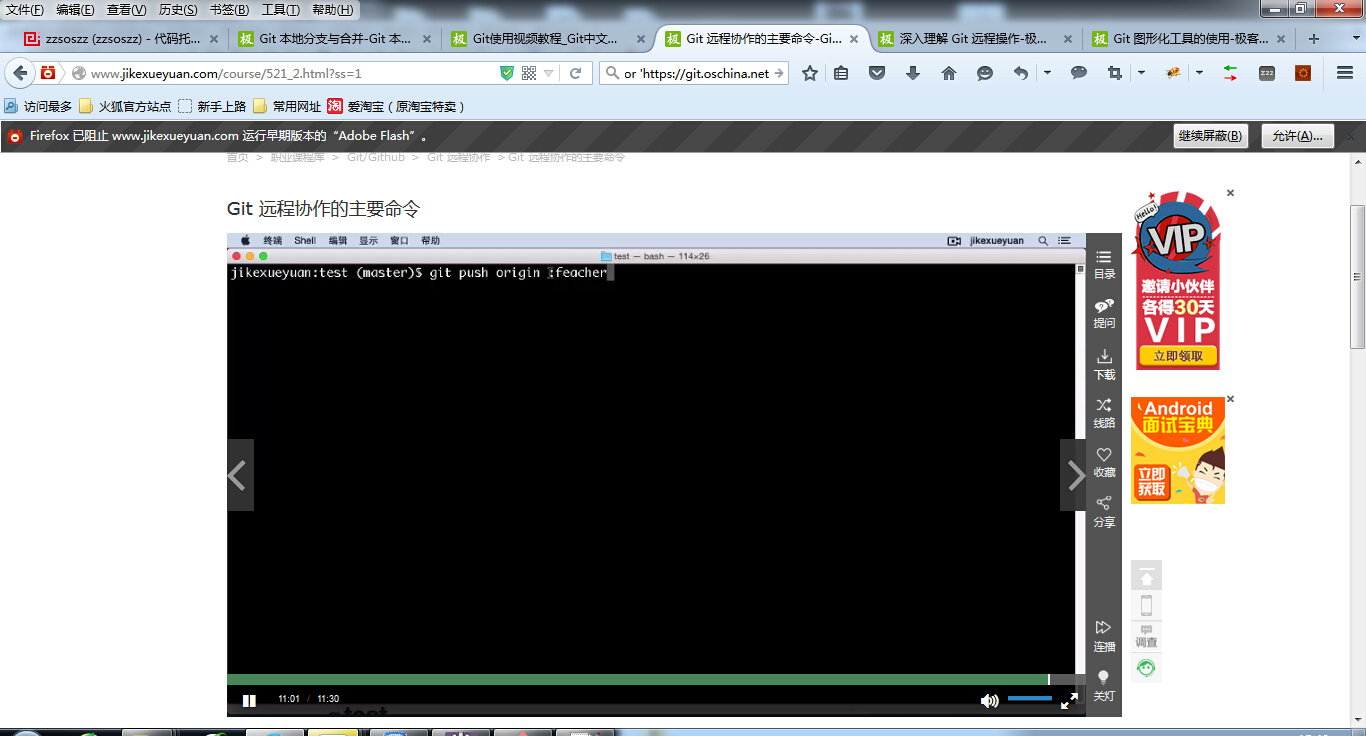 文件(F) 编辑(E) 查看(V) 历史(S) 书签(B) 工具(T) 帮助(H)
zzsoszz (zzsoszz) - 代码托... Git 本地分支与合并-Git 本... Git使用视频教程_Git中文... Git 远程协作的主要命令-Gi... 深入理解 Git 远程操作-极... Git 图形化工具的使用-极客...
www.jikexueyuan.com/course/521_2.html?ss=1 or 'https://git.oschina.net
访问最多 火狐官方站点 新手上路 常用网址 爱淘宝（原淘宝特卖）
Firefox 已阻止 www.jikexueyuan.com 运行早期版本的“Adobe Flash”。 继续屏蔽(B) 允许(A)...
首页 > 职业课程库 > Git/Github > Git 远程协作 > Git 远程协作的主要命令
Git 远程协作的主要命令
终端 Shell 编辑 显示 窗口 帮助 jikexueyuan
test — bash — 114×26
jikexueyuan:test (master)$ git push origin :feacher
目录
提问
下载
线路
收藏
分享
连播
关灯
11:01 / 11:30
Hello!
VIP
邀请小伙伴
各得30天
VIP
立即领取
Android
面试宝典
立即
获取
调查